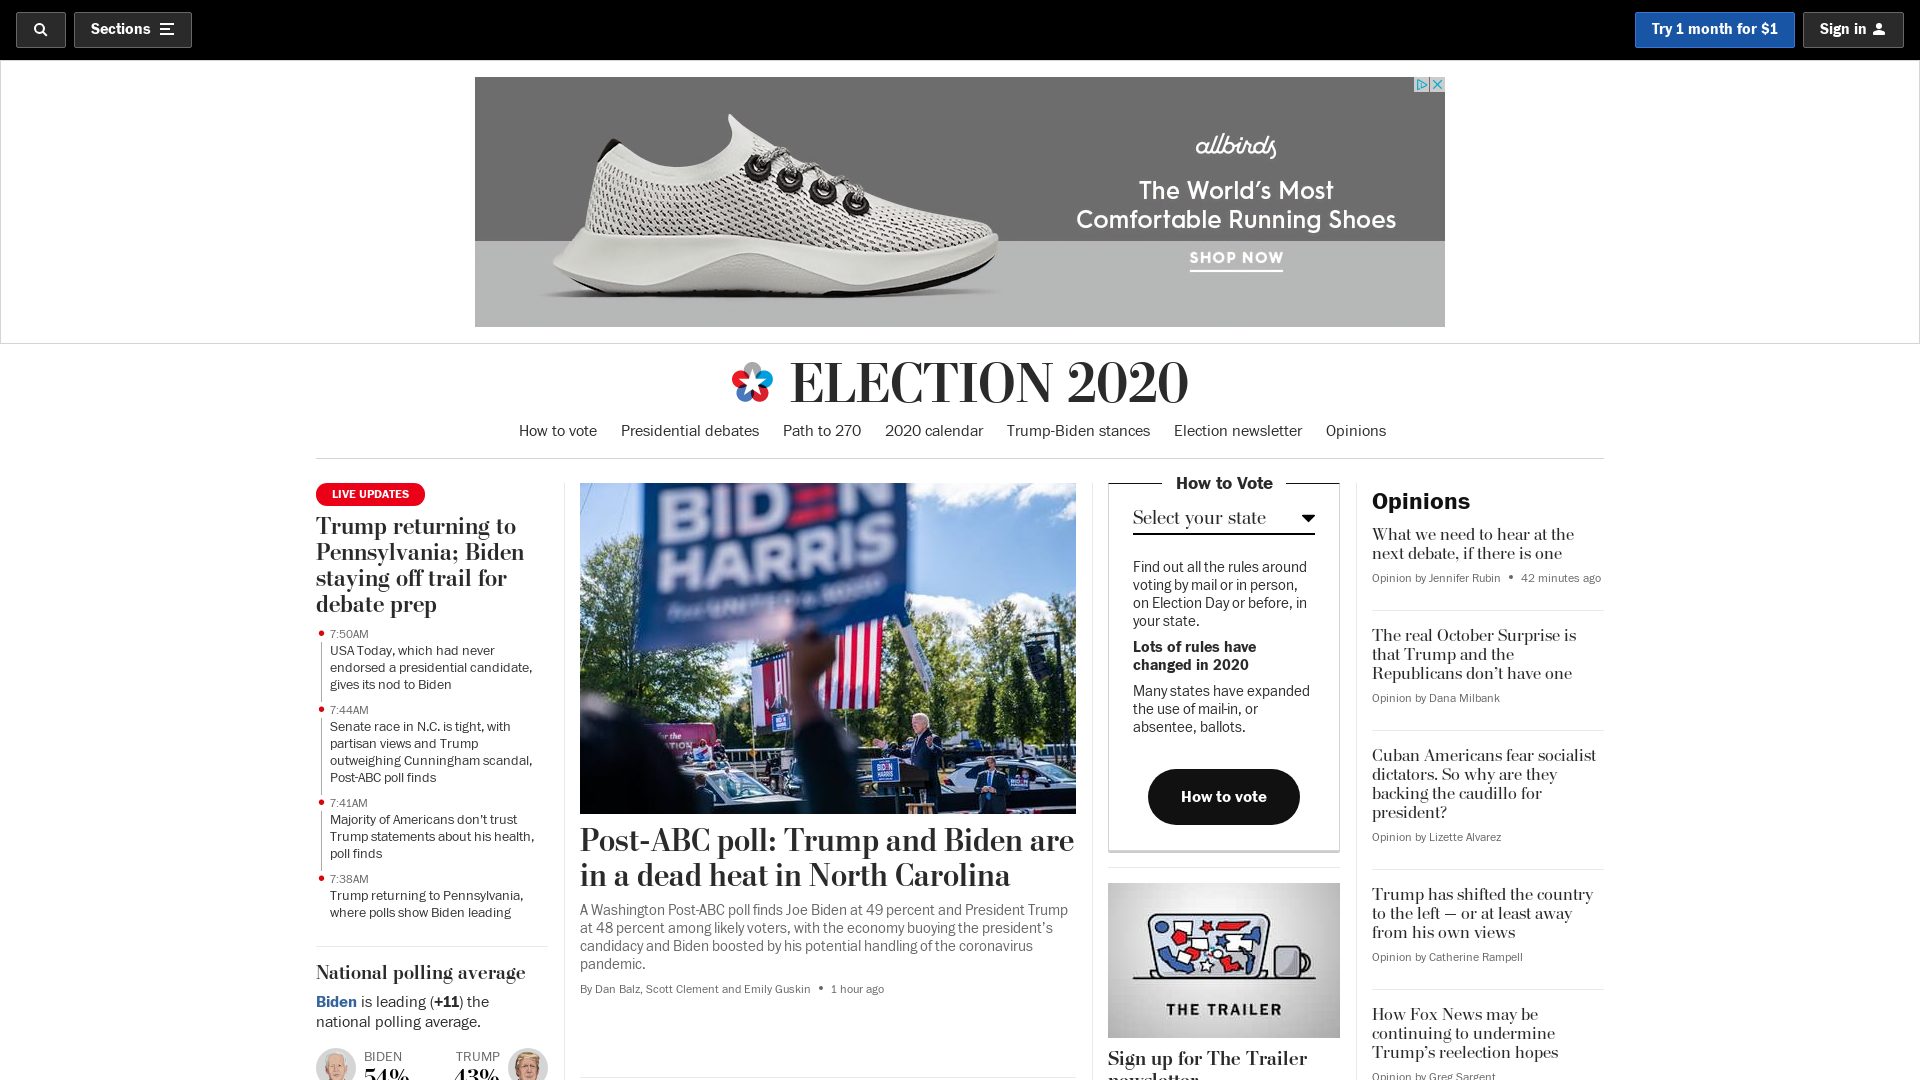 Sections
Try 1 month for $1
Sign in
allbirds
The World's Most
Comfortable Running Shoes
SHOP NOW
ELECTION 2020
How to vote
Presidential debates
Path to 270
2020 calendar
Trump-Biden stances
Election newsletter
Opinions
LIVE UPDATES
Trump returning to
Pennsylvania; Biden
staying off trail for
debate prep
7:50AM
USA Today, which had never
endorsed a presidential candidate,
gives its nod to Biden
7:44AM
Senate race in N.C. is tight, with
partisan views and Trump
outweighing Cunningham scandal,
Post-ABC poll finds
7:41AM
Majority of Americans don't trust
Trump statements about his health,
poll finds
7:38AM
Trump returning to Pennsylvania,
where polls show Biden leading
National polling average
Biden is leading (+11) the
national polling average.
BIDEN
54%
TRUMP
43%
BIDEN
HARRIS
BIDEN
HARRIS
Post-ABC poll: Trump and Biden are
in a dead heat in North Carolina
A Washington Post-ABC poll finds Joe Biden at 49 percent and President Trump
at 48 percent among likely voters, with the economy buoying the president's
candidacy and Biden boosted by his potential handling of the coronavirus
pandemic.
By Dan Balz, Scott Clement and Emily Guskin • 1 hour ago
How to Vote
Select your state
Find out all the rules around
voting by mail or in person,
on Election Day or before, in
your state.
Lots of rules have
changed in 2020
Many states have expanded
the use of mail-in, or
absentee, ballots.
How to vote
THE TRAILER
Sign up for The Trailer
newsletter
Opinions
What we need to hear at the
next debate, if there is one
Opinion by Jennifer Rubin • 42 minutes ago
The real October Surprise is
that Trump and the
Republicans don't have one
Opinion by Dana Milbank
Cuban Americans fear socialist
dictators. So why are they
backing the caudillo for
president?
Opinion by Lizette Alvarez
Trump has shifted the country
to the left — or at least away
from his own views
Opinion by Catherine Rampell
How Fox News may be
continuing to undermine
Trump's reelection hopes
Opinion by Greg Sargent